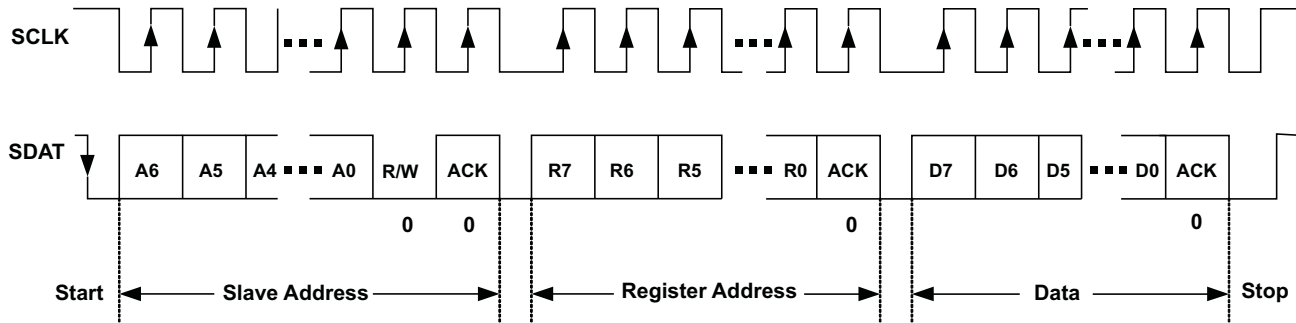 SCLK
SDAT
A6 A5 A4 A0 R/W ACK R7 R6 R5 R0 ACK D7 D6 D5 D0 ACK
0 0 0 0
Start Slave Address Register Address Data Stop